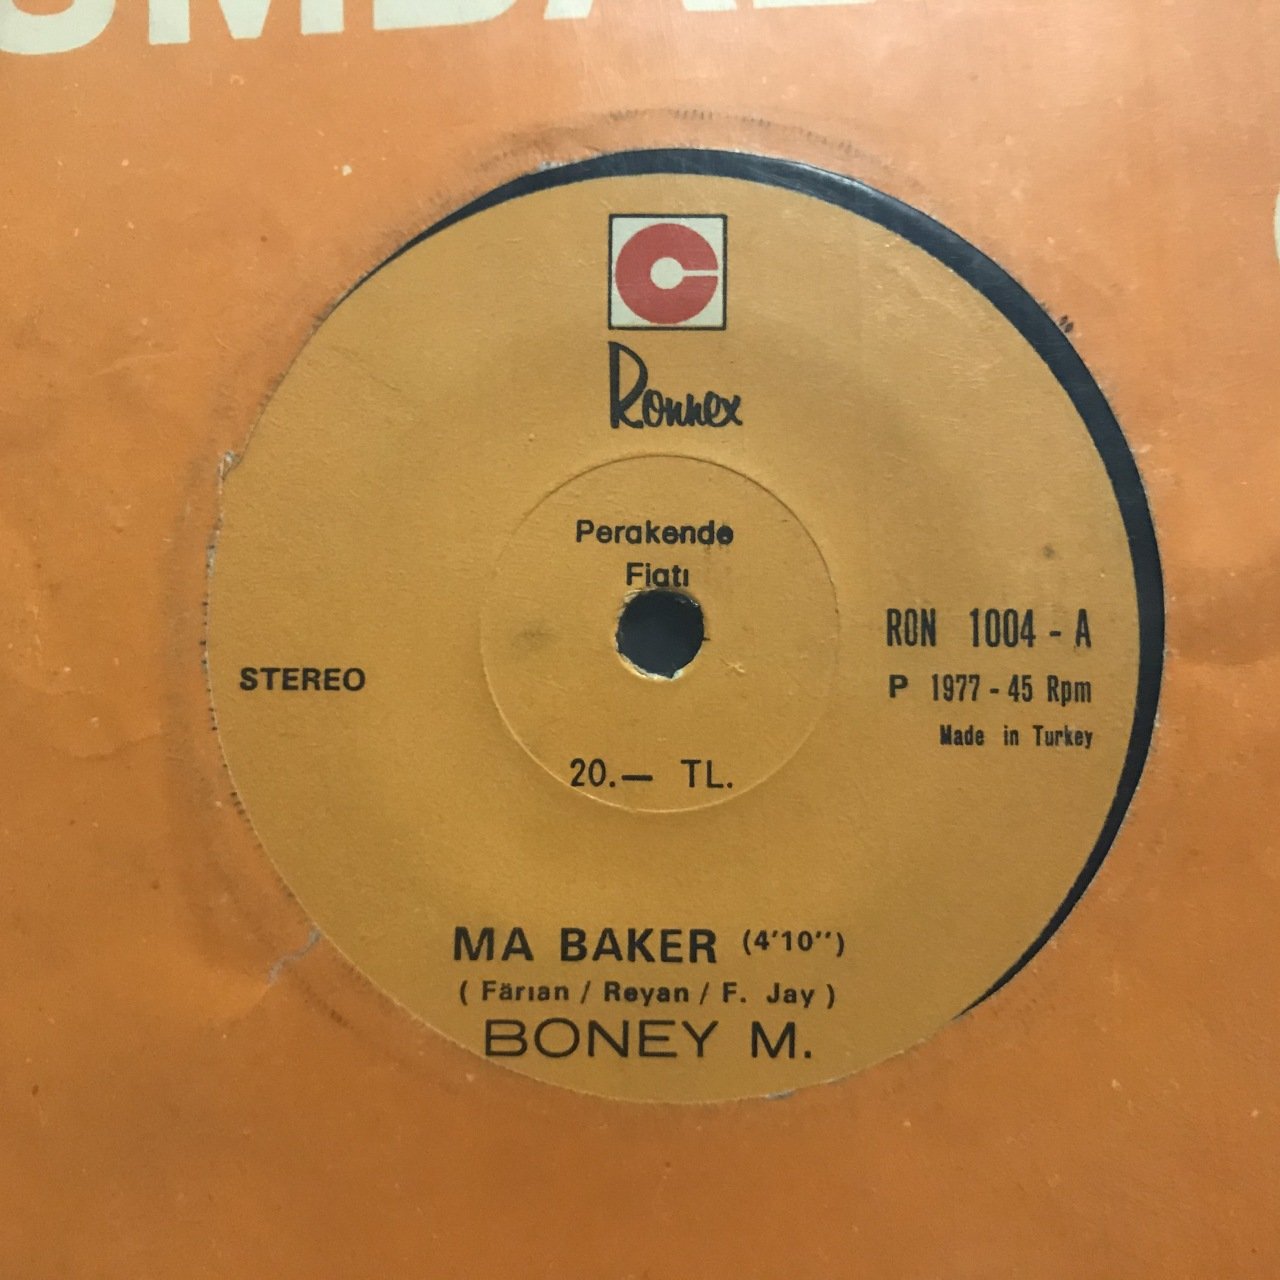 Ronnex
Perakende
Fiatı
STEREO
RON 1004 - A
P 1977 - 45 Rpm
Made in Turkey
20.— TL.
MA BAKER (4'10'')
( Färıan / Reyan / F. Jay )
BONEY M.